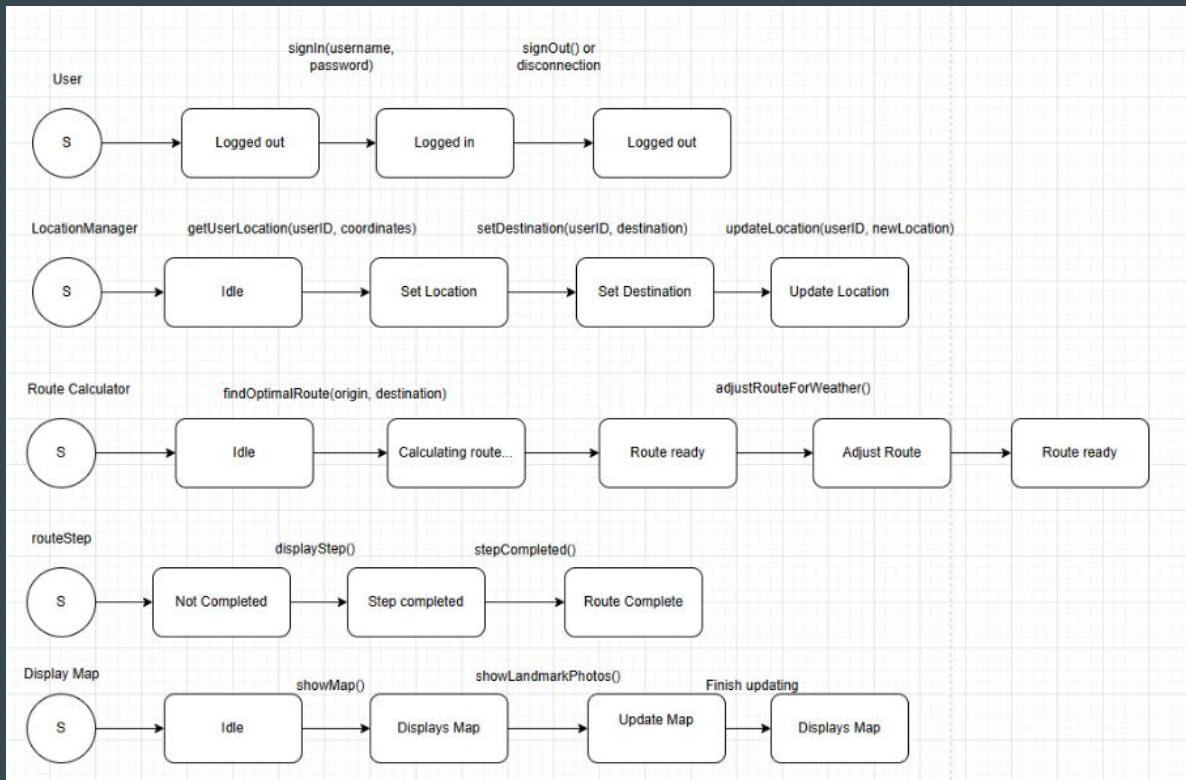 signIn(username,
password)
signOut() or
disconnection
User
S
Logged out
Logged in
Logged out
LocationManager
getUserLocation(userID, coordinates)
setDestination(userID, destination)
updateLocation(userID, newLocation)
S
Idle
Set Location
Set Destination
Update Location
Route Calculator
findOptimalRoute(origin, destination)
adjustRouteForWeather()
S
Idle
Calculating route...
Route ready
Adjust Route
Route ready
routeStep
displayStep()
stepCompleted()
S
Not Completed
Step completed
Route Complete
Display Map
showMap()
showLandmarkPhotos()
Finish updating
S
Idle
Displays Map
Update Map
Displays Map